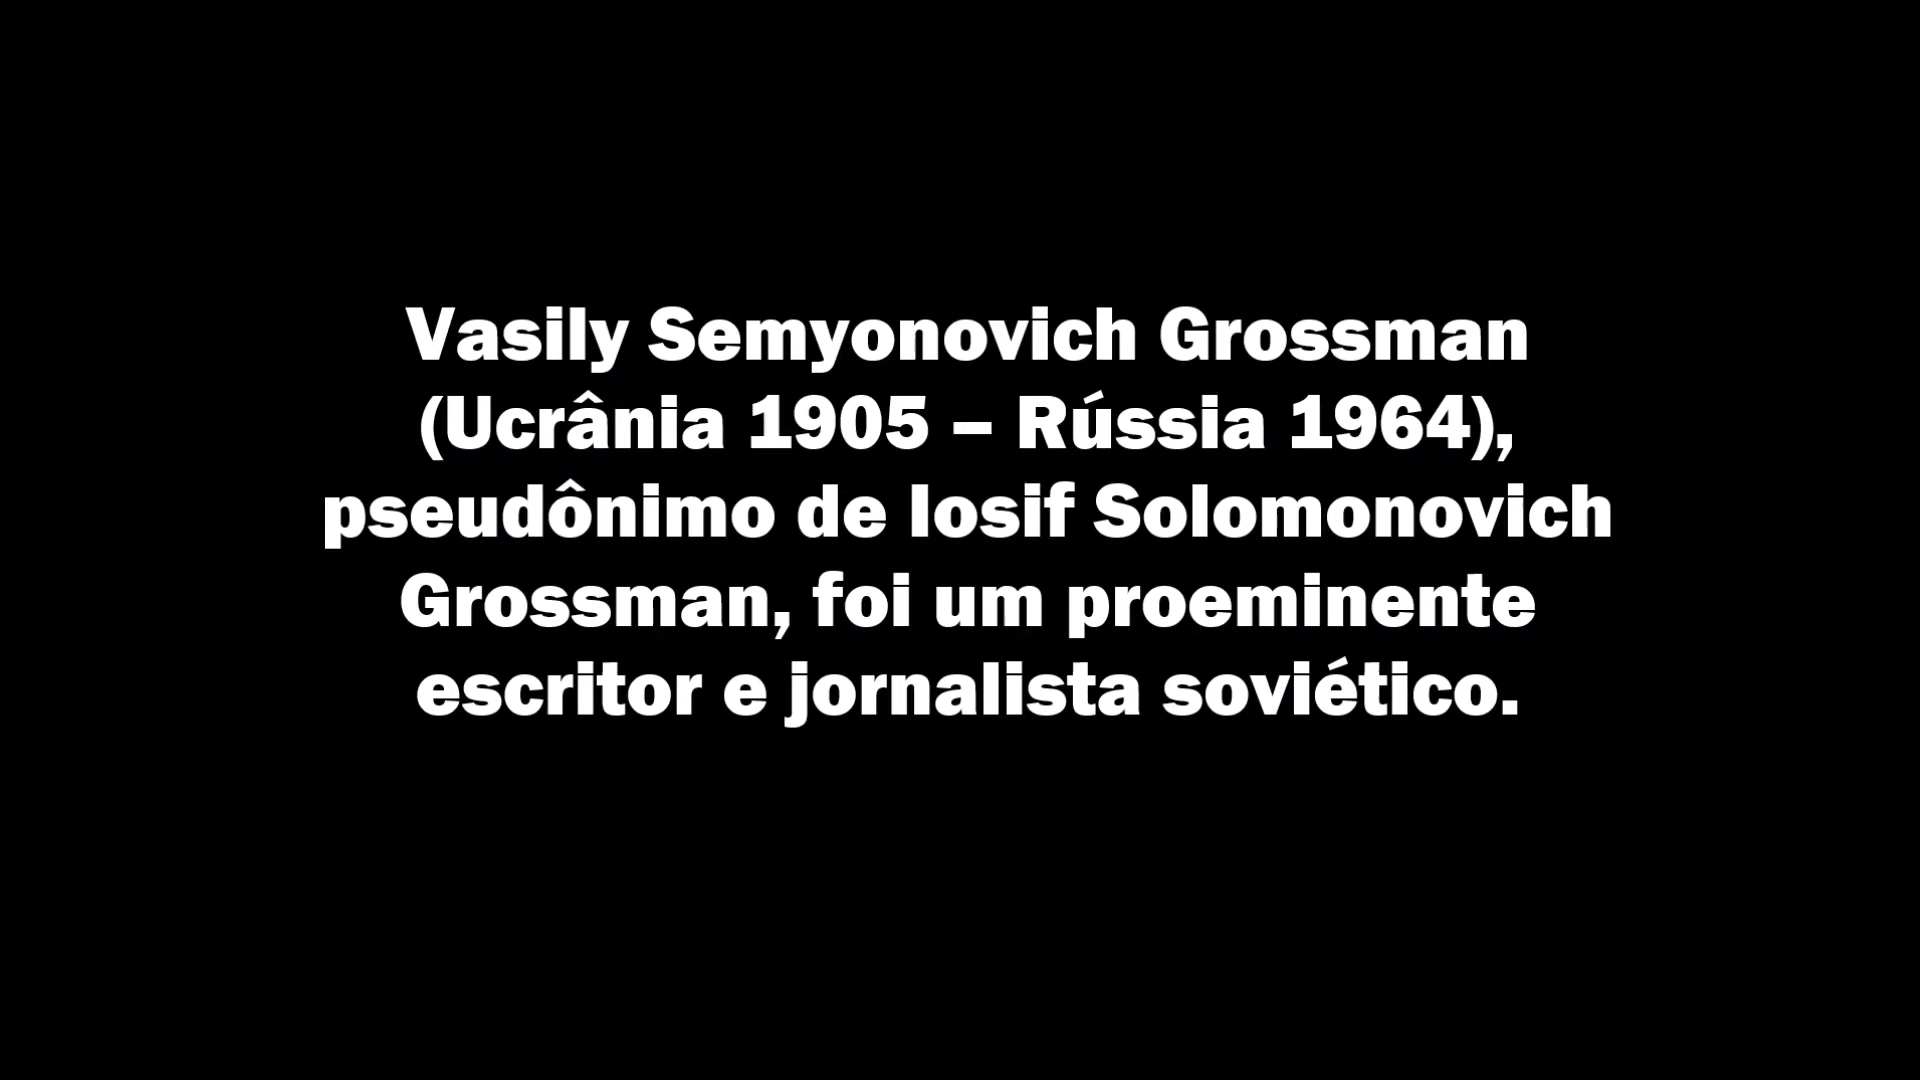 Vasily Semyonovich Grossman
(Ucrânia 1905 – Rússia 1964),
pseudônimo de Iosif Solomonovich
Grossman, foi um proeminente
escritor e jornalista soviético.